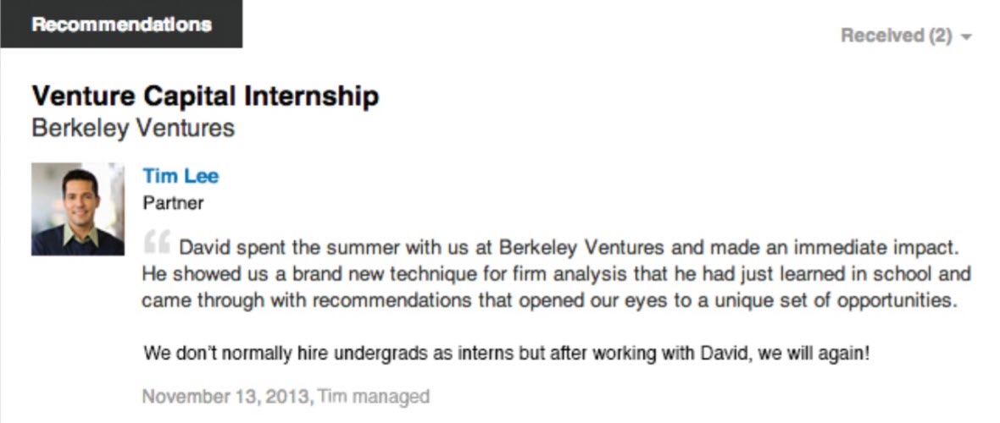 Recommendations
Received (2)
Venture Capital Internship
Berkeley Ventures
Tim Lee
Partner
“ David spent the summer with us at Berkeley Ventures and made an immediate impact.
He showed us a brand new technique for firm analysis that he had just learned in school and
came through with recommendations that opened our eyes to a unique set of opportunities.
We don't normally hire undergrads as interns but after working with David, we will again!
November 13, 2013, Tim managed